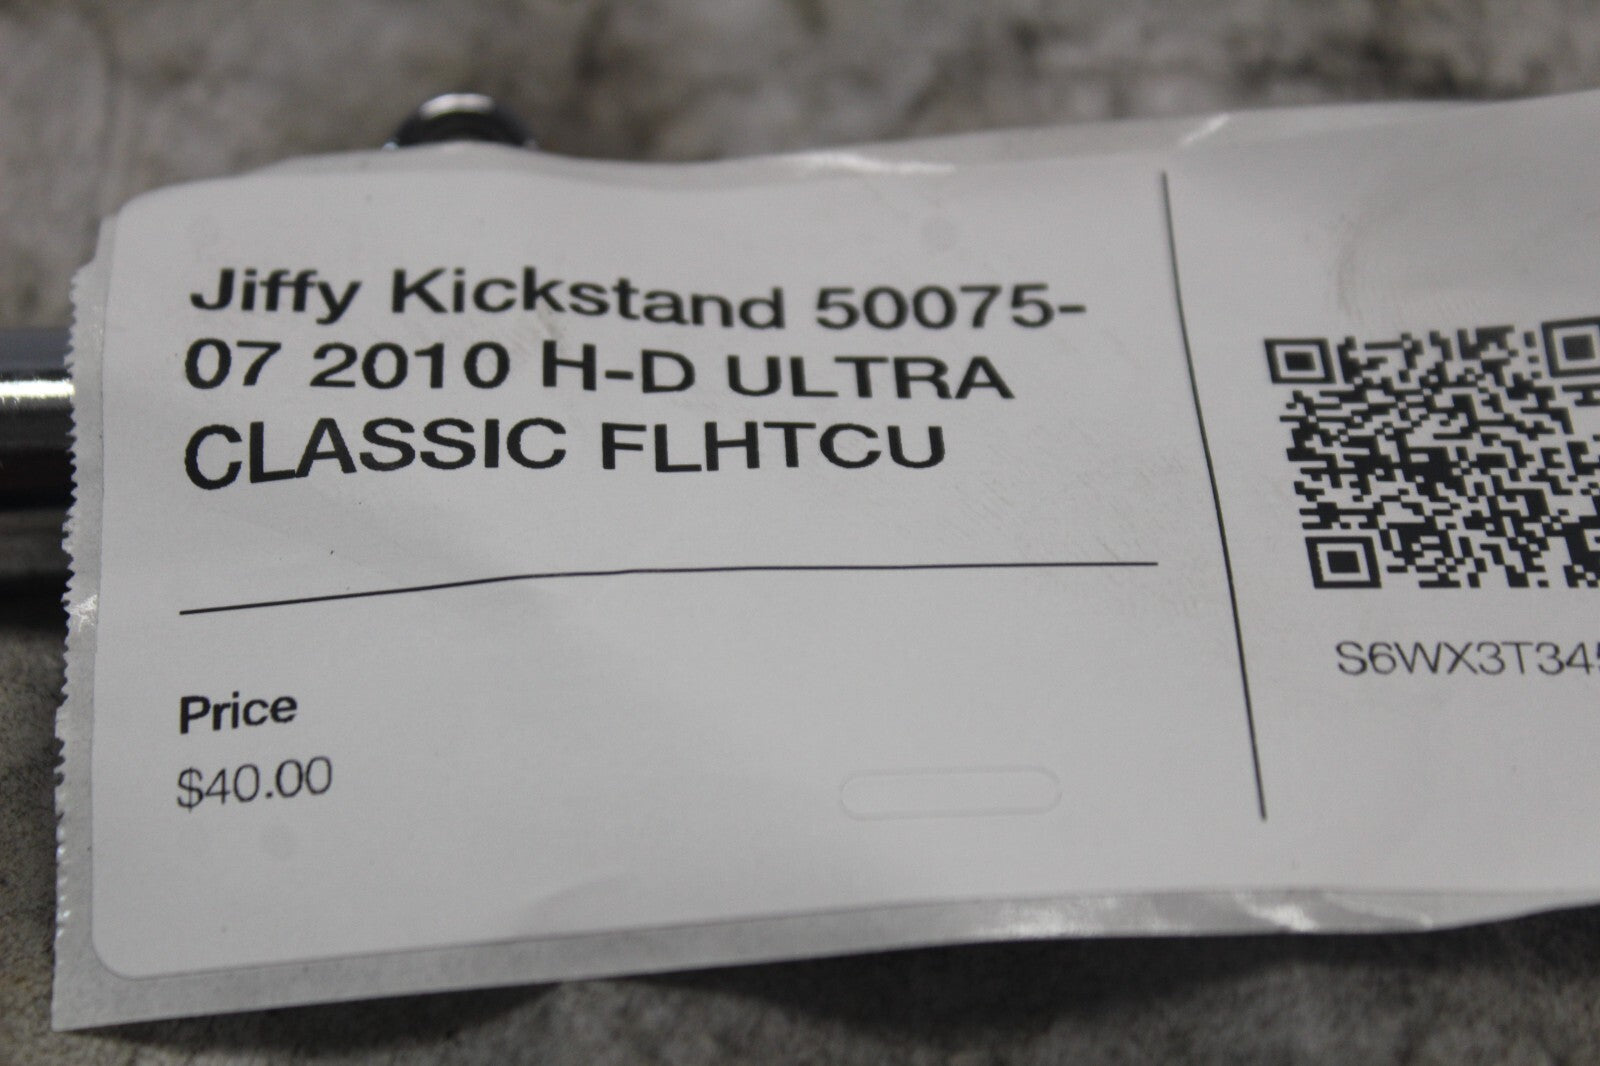 Jiffy Kickstand 50075-
07 2010 H-D ULTRA
CLASSIC FLHTCU
Price
$40.00